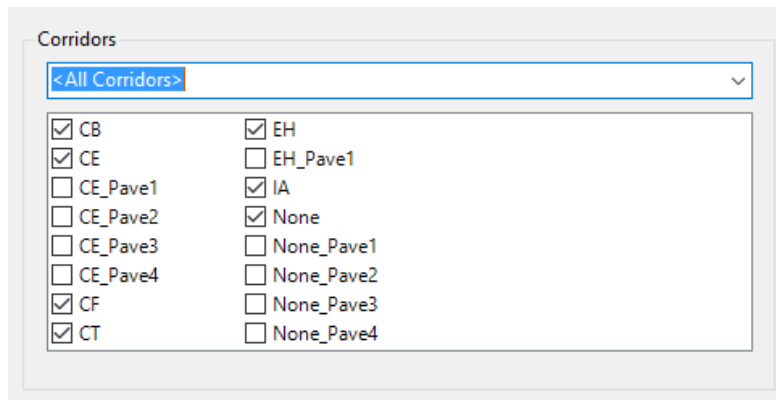 Corridors
<All Corridors>
CB
CE
CE_Pave1
CE_Pave2
CE_Pave3
CE_Pave4
CF
CT
EH
EH_Pave1
IA
None
None_Pave1
None_Pave2
None_Pave3
None_Pave4